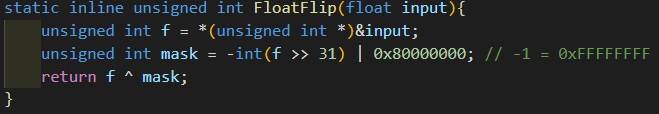 static inline unsigned int FloatFlip(float input){
    unsigned int f = *(unsigned int *)&input;
    unsigned int mask = -int(f >> 31) | 0x80000000; // -1 = 0xFFFFFFFF
    return f ^ mask;
}